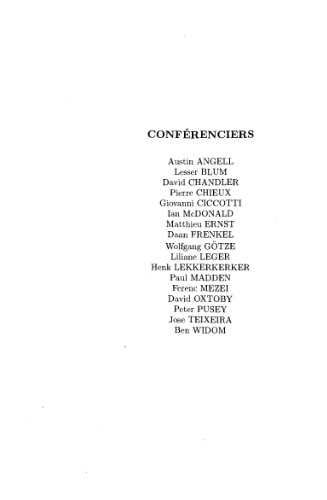 CONFÉRENCIERS
Austin ANGELL
Lesser BLUM
David CHANDLER
Pierre CHIEUX
Giovanni CICCOTTI
Ian McDONALD
Matthieu ERNST
Daan FRENKEL
Wolfgang GÖTZE
Liliane LEGER
Henk LEKKERKERKER
Paul MADDEN
Ferenc MEZEI
David OXTOBY
Peter PUSEY
Jose TEIXEIRA
Ben WIDOM